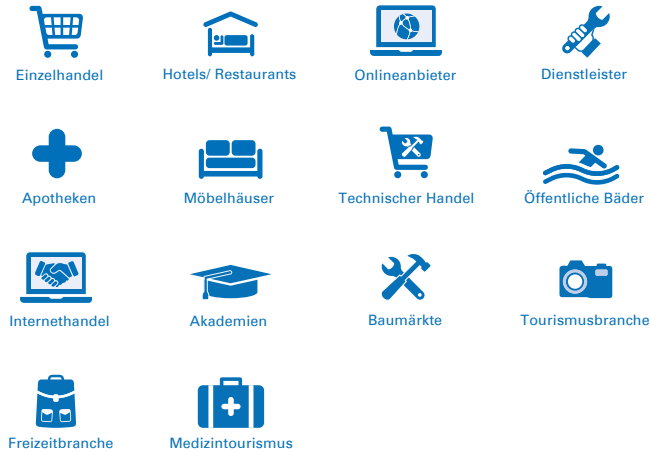 Einzelhandel
Hotels/ Restaurants
Onlineanbieter
Dienstleister
Apotheken
Möbelhäuser
Technischer Handel
Öffentliche Bäder
Internethandel
Akademien
Baumärkte
Tourismusbranche
Freizeitbranche
Medizintourismus